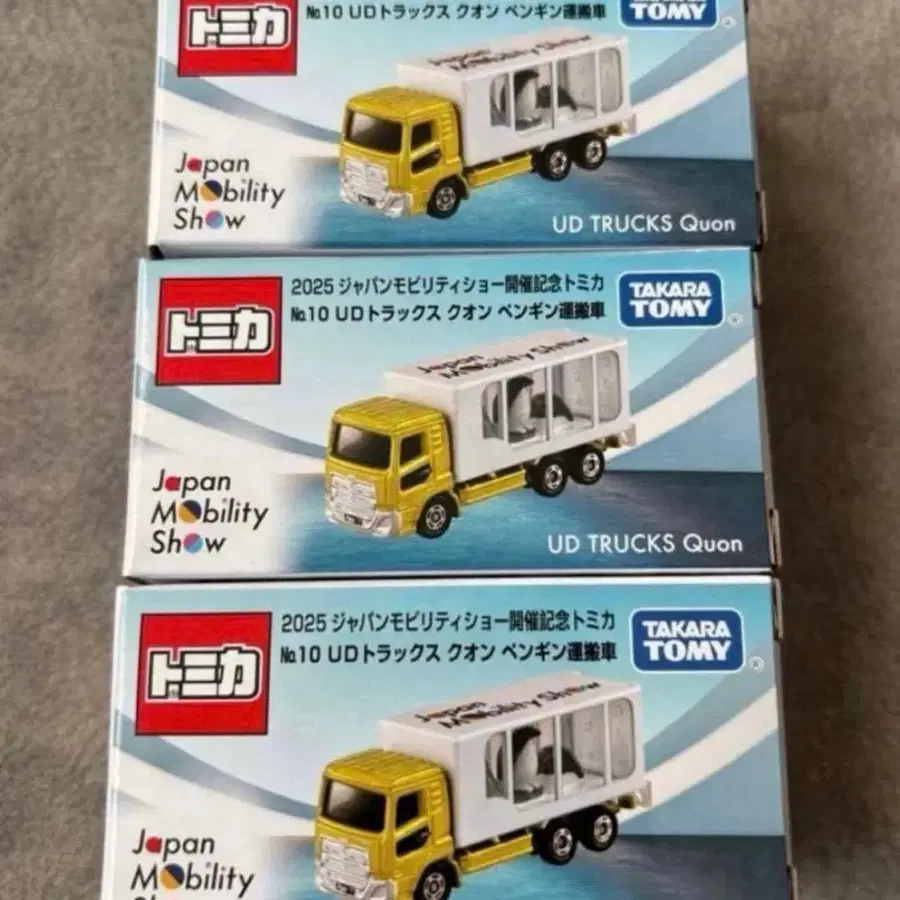 トミカ
No.10 UDトラックス クオン ペンギン運搬車
TOMY
Japan Mobility Show
Japan
Mobility
Show
UD TRUCKS Quon
トミカ
2025 ジャパンモビリティショー開催記念トミカ
No.10 UDトラックス クオン ペンギン運搬車
TAKARA
TOMY
Japan
Mobility Show
Japan
Mobility
Show
UD TRUCKS Quon
トミカ
2025 ジャパンモビリティショー開催記念トミカ
No.10 UDトラックス クオン ペンギン運搬車
TAKARA
TOMY
Japan
Mobility Show
Japan
Mobility